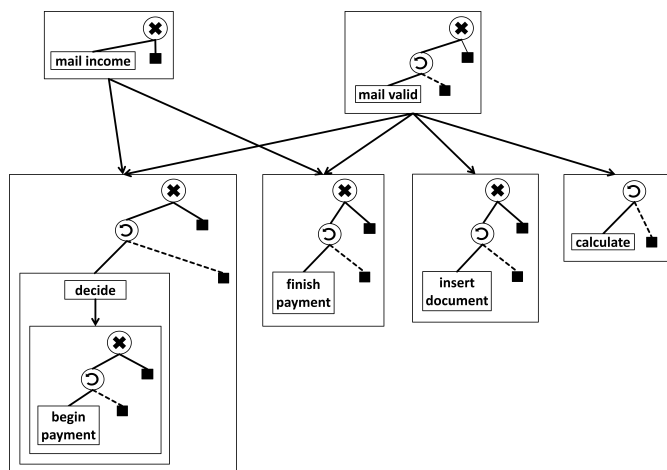 mail income
mail valid
decide
finish
payment
insert
document
calculate
begin
payment